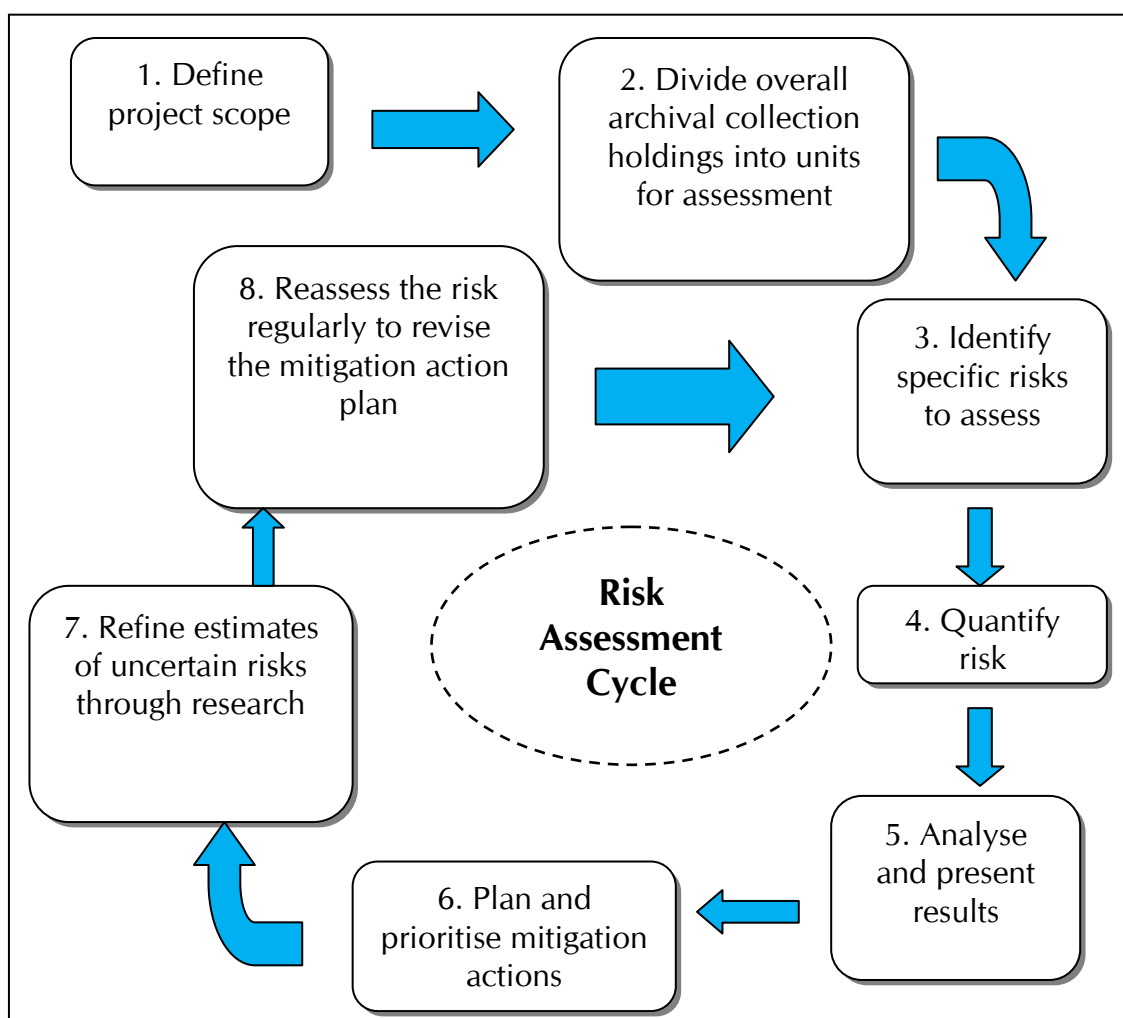 1. Define
project scope
2. Divide overall
archival collection
holdings into units
for assessment
3. Identify
specific risks
to assess
4. Quantify
risk
5. Analyse
and present
results
6. Plan and
prioritise mitigation
actions
7. Refine estimates
of uncertain risks
through research
8. Reassess the risk
regularly to revise
the mitigation action
plan
Risk
Assessment
Cycle